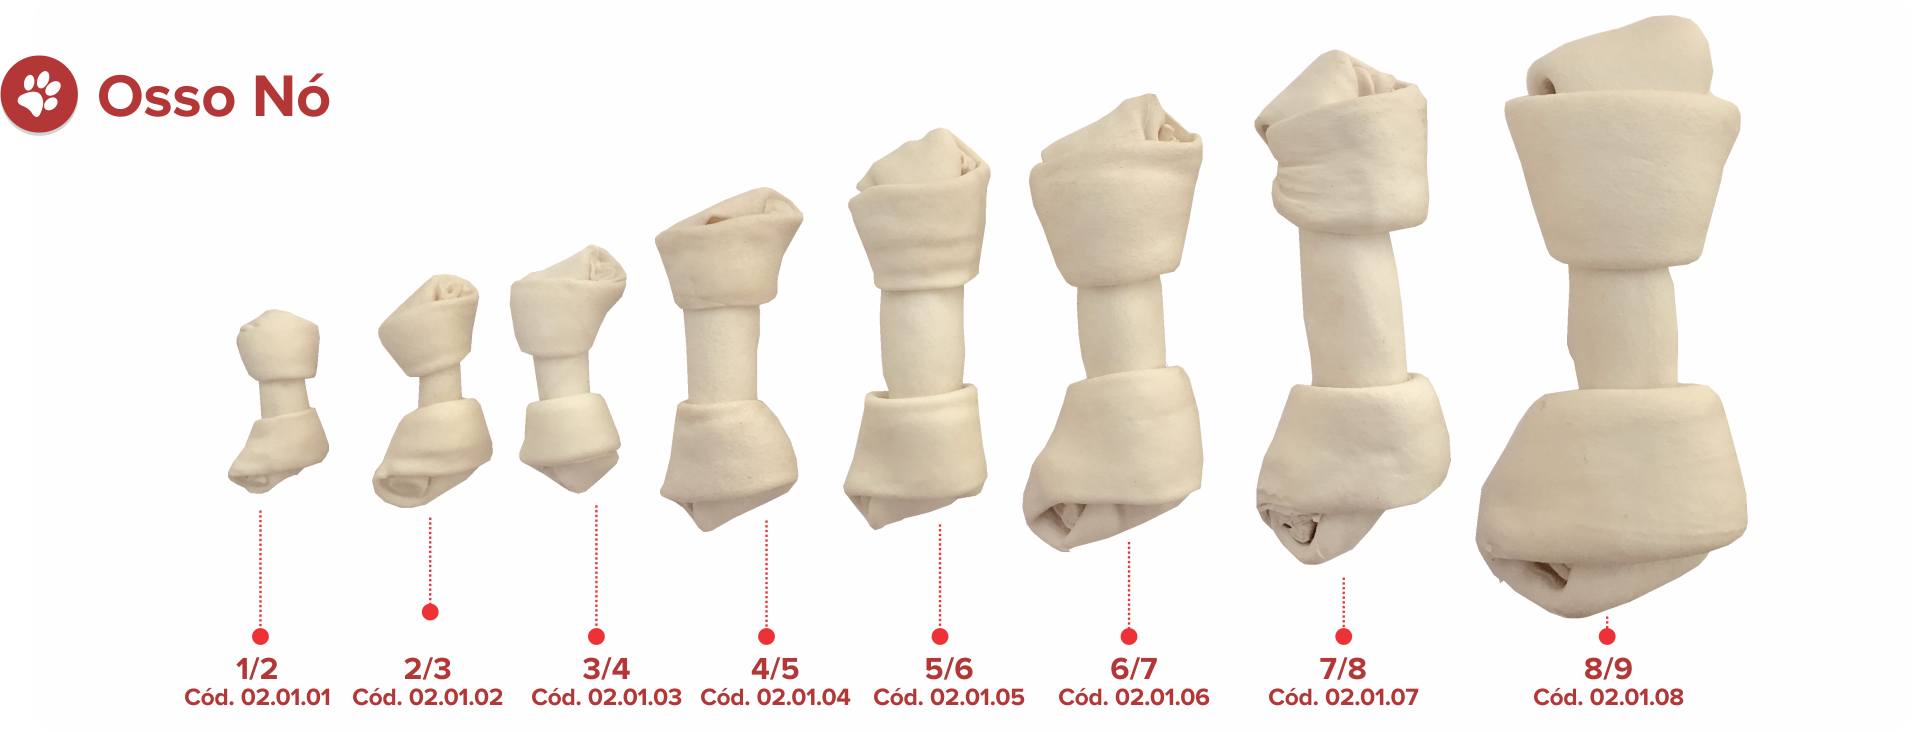 Osso Nó
1/2
Cód. 02.01.01
2/3
Cód. 02.01.02
3/4
Cód. 02.01.03
4/5
Cód. 02.01.04
5/6
Cód. 02.01.05
6/7
Cód. 02.01.06
7/8
Cód. 02.01.07
8/9
Cód. 02.01.08